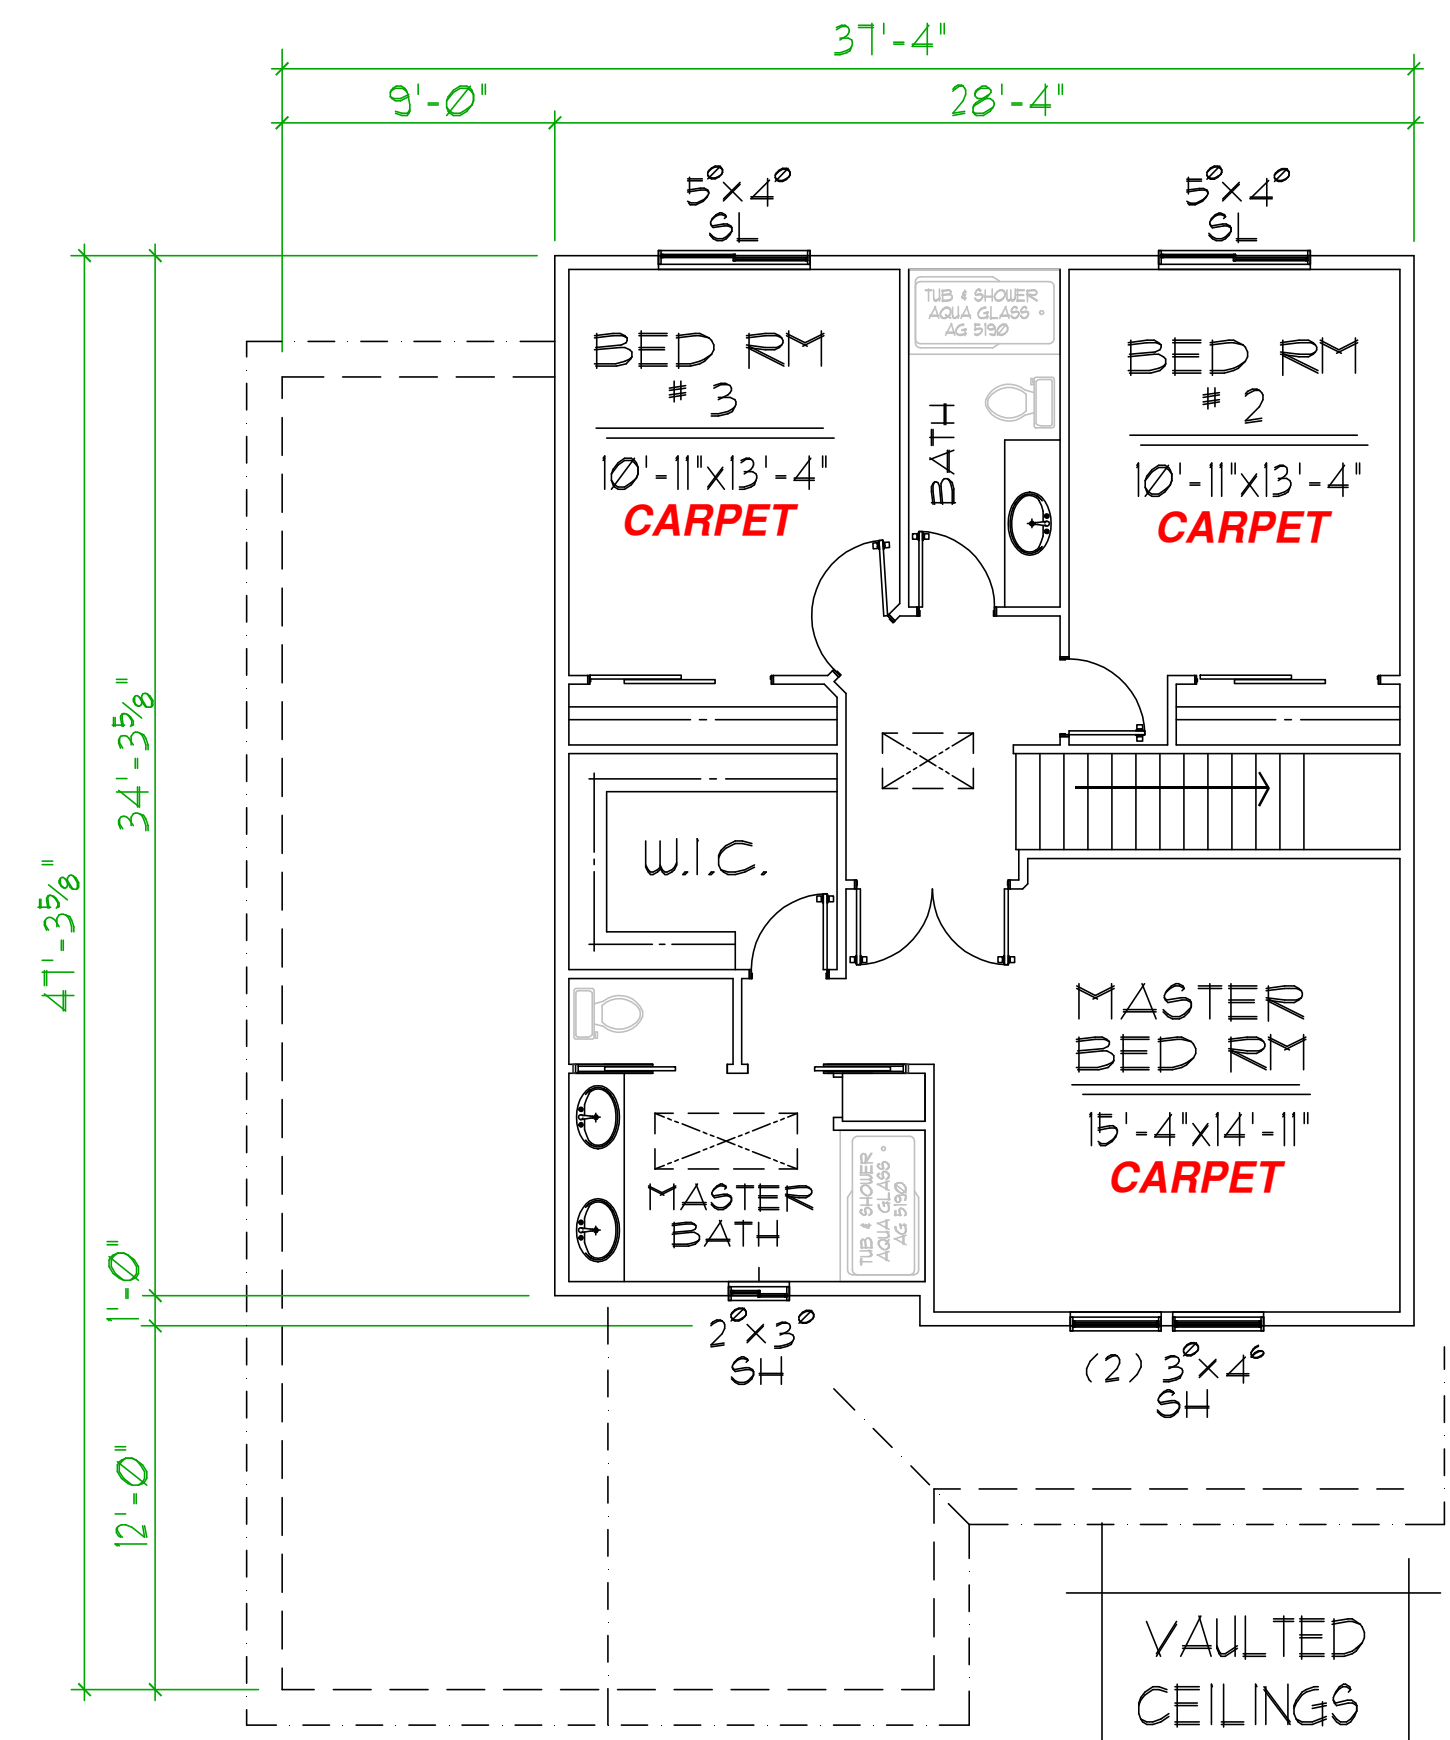 37'-4"
9'-0"
28'-4"
5⁰x4⁰
SL
5⁰x4⁰
SL
TUB & SHOWER
AQUA GLASS
AG 5190
BED RM
# 3
10'-11"x13'-4"
CARPET
BATH
BED RM
# 2
10'-11"x13'-4"
CARPET
34'-3⅝"
47'-3⅝"
W.I.C.
MASTER
BED RM
15'-4"x14'-11"
CARPET
MASTER
BATH
TUB & SHOWER
AQUA GLASS
AG 5190
1'-0"
2⁰x3⁰
SH
(2) 3⁰x4⁶
SH
12'-0"
VAULTED
CEILINGS